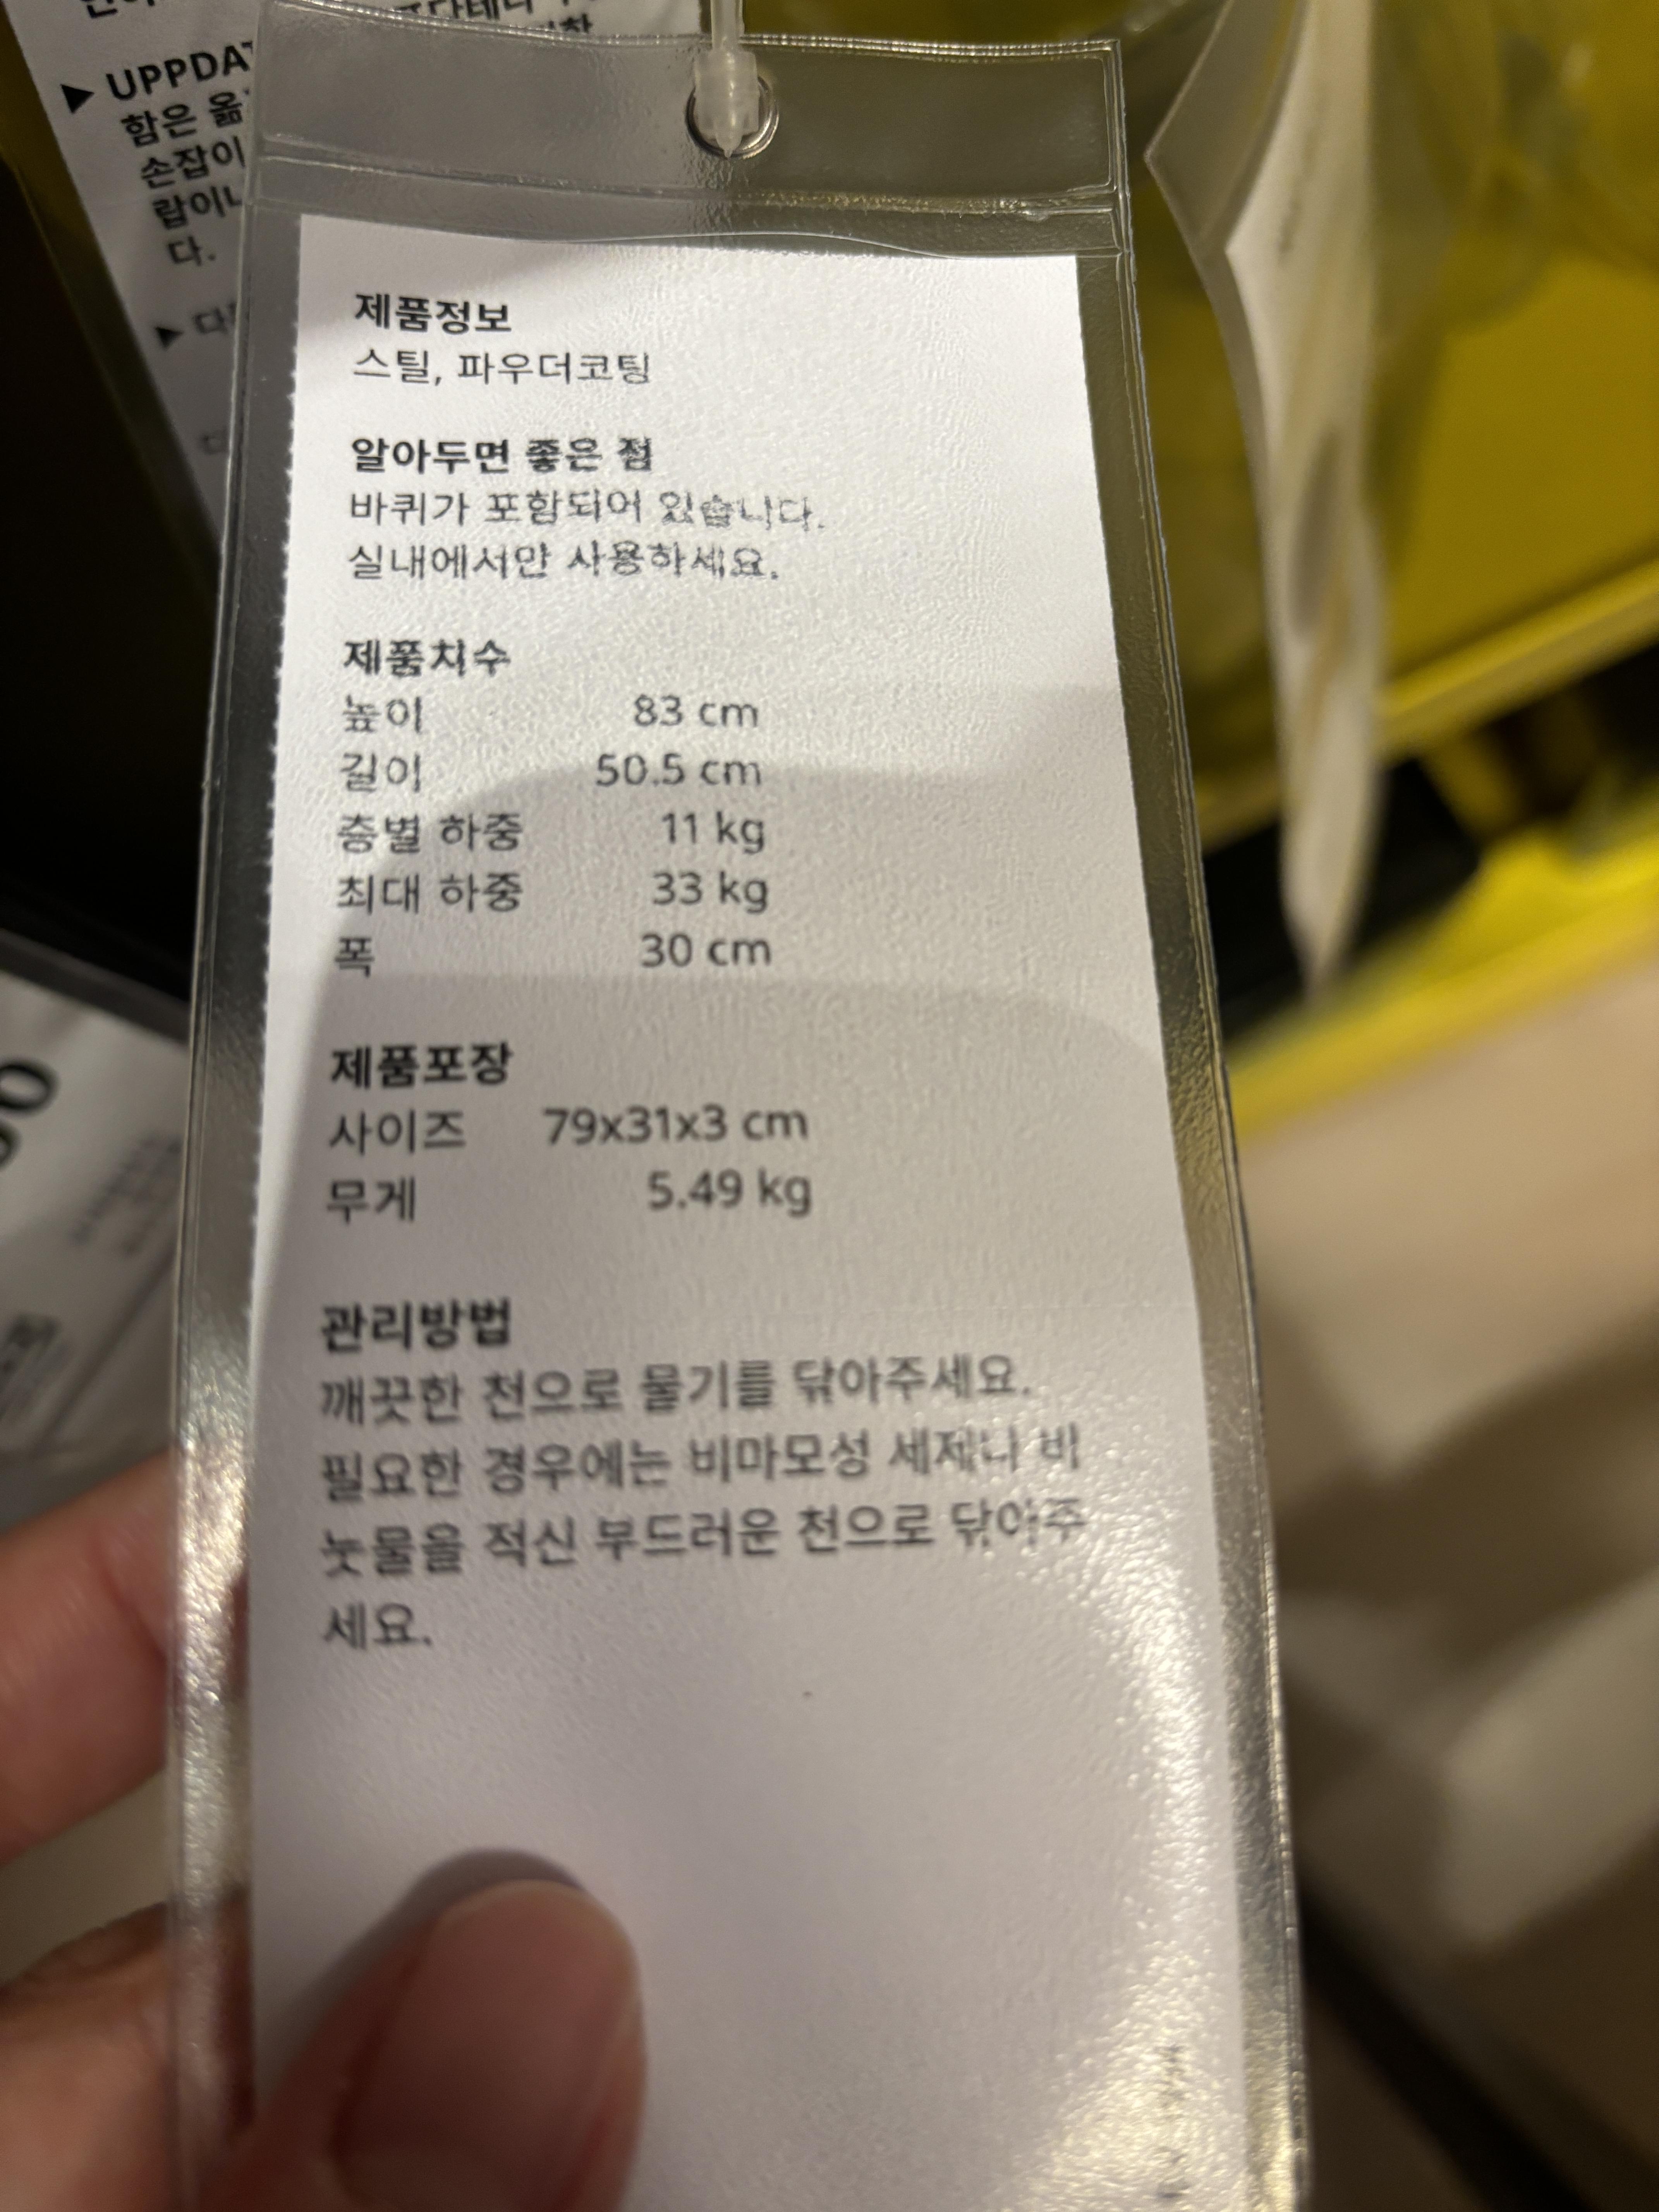 ▶ UPPDA
함은 옮
손잡이
랍이나
다.
제품정보
스틸, 파우더코팅
알아두면 좋은 점
바퀴가 포함되어 있습니다.
실내에서만 사용하세요.
제품치수
높이 83 cm
길이 50.5 cm
층별 하중 11 kg
최대 하중 33 kg
폭 30 cm
제품포장
사이즈 79x31x3 cm
무게 5.49 kg
관리방법
깨끗한 천으로 물기를 닦아주세요.
필요한 경우에는 비마모성 세제나 비
눗물을 적신 부드러운 천으로 닦아주
세요.